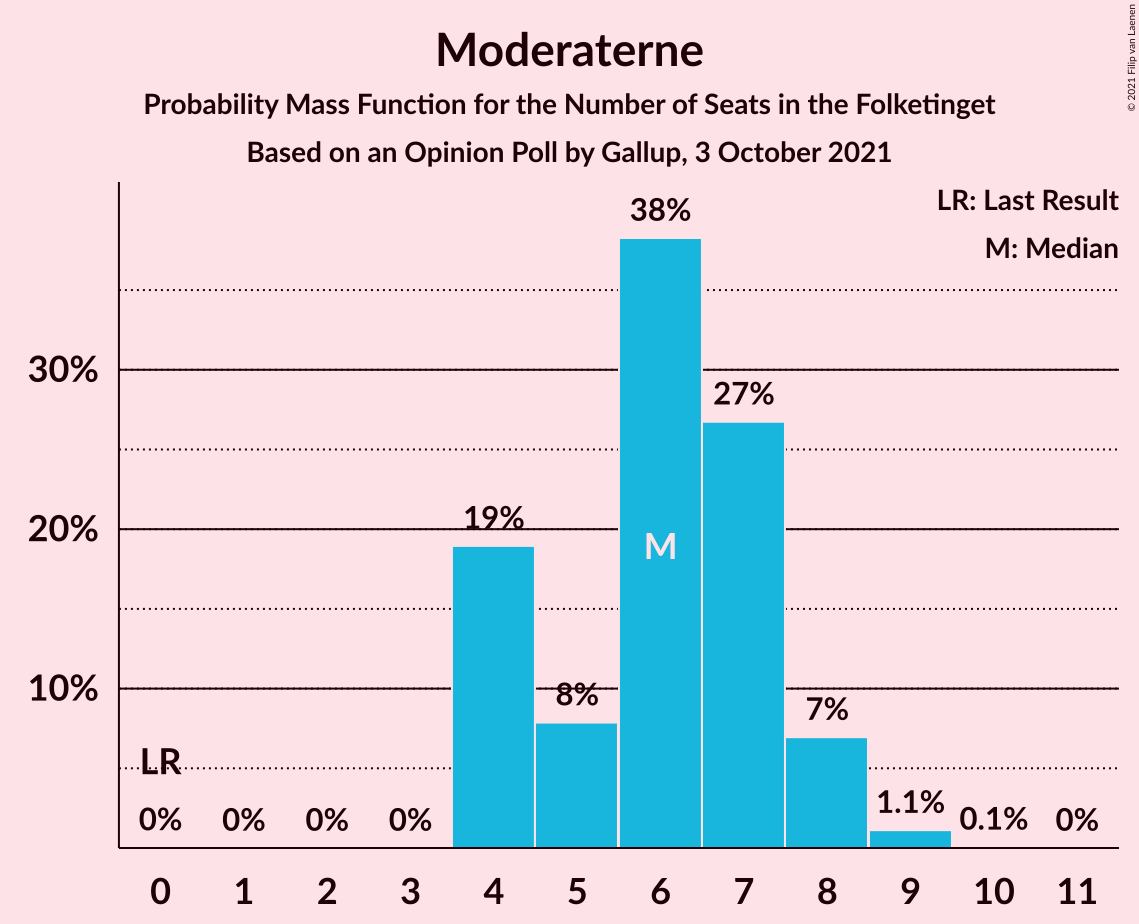 Moderaterne
Probability Mass Function for the Number of Seats in the Folketinget
Based on an Opinion Poll by Gallup, 3 October 2021
© 2021 Filip van Laenen
LR: Last Result
M: Median
38%
30%
27%
20%
19%
M
10%
8%
7%
LR
1.1%
0% 0% 0% 0% 0.1% 0%
0 1 2 3 4 5 6 7 8 9 10 11